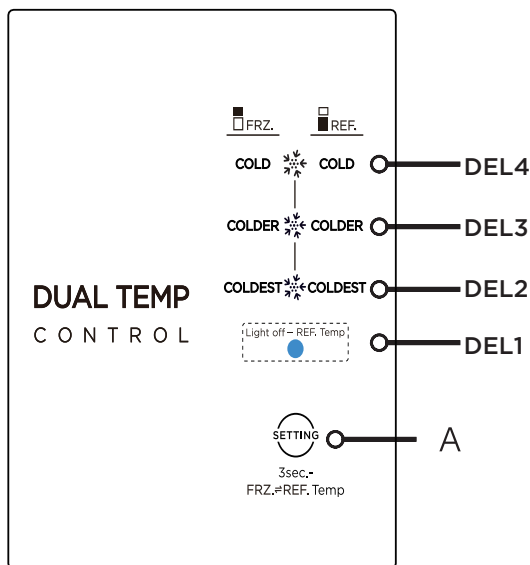 FRZ. REF.
COLD COLD DEL4
COLDER COLDER DEL3
COLDEST COLDEST DEL2
DUAL TEMP
CONTROL
Light off – REF. Temp
DEL1
SETTING A
3sec.-
FRZ.⇌REF. Temp